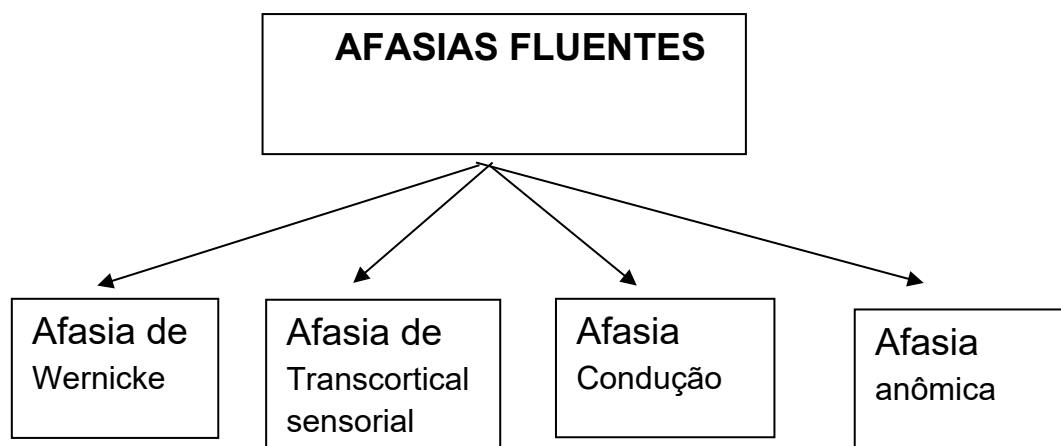 AFASIAS FLUENTES
Afasia de
Wernicke
Afasia de
Transcortical
sensorial
Afasia
Condução
Afasia
anômica